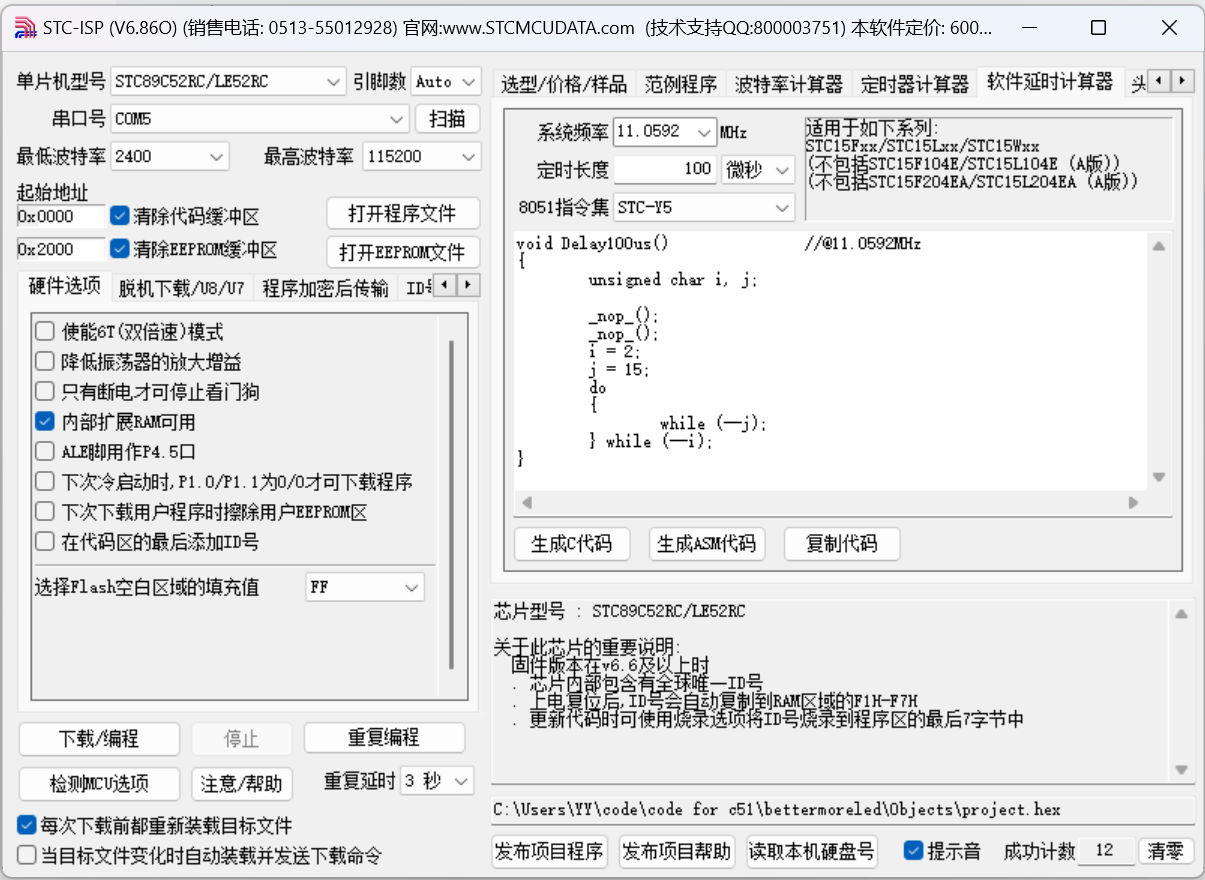 STC-ISP (V6.86O) (销售电话: 0513-55012928) 官网:www.STCMCUDATA.com (技术支持QQ:800003751) 本软件定价: 600...
单片机型号 STC89C52RC/LE52RC 引脚数 Auto
串口号 COM5 扫描
最低波特率 2400 最高波特率 115200
起始地址
0x0000 清除代码缓冲区 打开程序文件
0x2000 清除EEPROM缓冲区 打开EEPROM文件
硬件选项 脱机下载/U8/U7 程序加密后传输 ID号
使能6T(双倍速)模式
降低振荡器的放大增益
只有断电才可停止看门狗
内部扩展RAM可用
ALE脚用作P4.5口
下次冷启动时,P1.0/P1.1为0/0才可下载程序
下次下载用户程序时擦除用户EEPROM区
在代码区的最后添加ID号
选择Flash空白区域的填充值 FF
下载/编程 停止 重复编程
检测MCU选项 注意/帮助 重复延时 3 秒
每次下载前都重新装载目标文件
当目标文件变化时自动装载并发送下载命令
选型/价格/样品 范例程序 波特率计算器 定时器计算器 软件延时计算器 头
系统频率 11.0592 MHz
定时长度 100 微秒
8051指令集 STC-Y5
适用于如下系列:
STC15Fxx/STC15Lxx/STC15Wxx
(不包括STC15F104E/STC15L104E (A版))
(不包括STC15F204EA/STC15L204EA (A版))
void Delay100us() //@11.0592MHz
{
unsigned char i, j;
_nop_();
_nop_();
i = 2;
j = 15;
do
{
while (--j);
} while (--i);
}
生成C代码 生成ASM代码 复制代码
芯片型号 : STC89C52RC/LE52RC
关于此芯片的重要说明:
固件版本在v6.6及以上时
. 芯片内部包含有全球唯一ID号
. 上电复位后,ID号会自动复制到RAM区域的F1H-F7H
. 更新代码时可使用烧录选项将ID号烧录到程序区的最后7字节中
C:\Users\YY\code\code for c51\bettermoreled\Objects\project.hex
发布项目程序 发布项目帮助 读取本机硬盘号 提示音 成功计数 12 清零